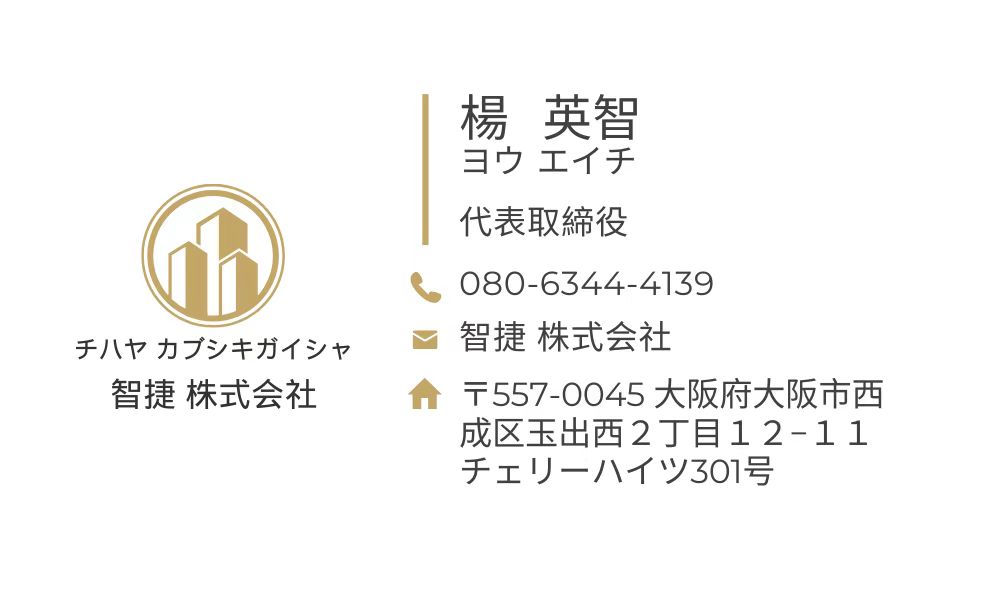 チハヤ カブシキガイシャ
智捷 株式会社
楊 英智
ヨウ エイチ
代表取締役
080-6344-4139
智捷 株式会社
〒557-0045 大阪府大阪市西
成区玉出西２丁目１２−１１
チェリーハイツ301号